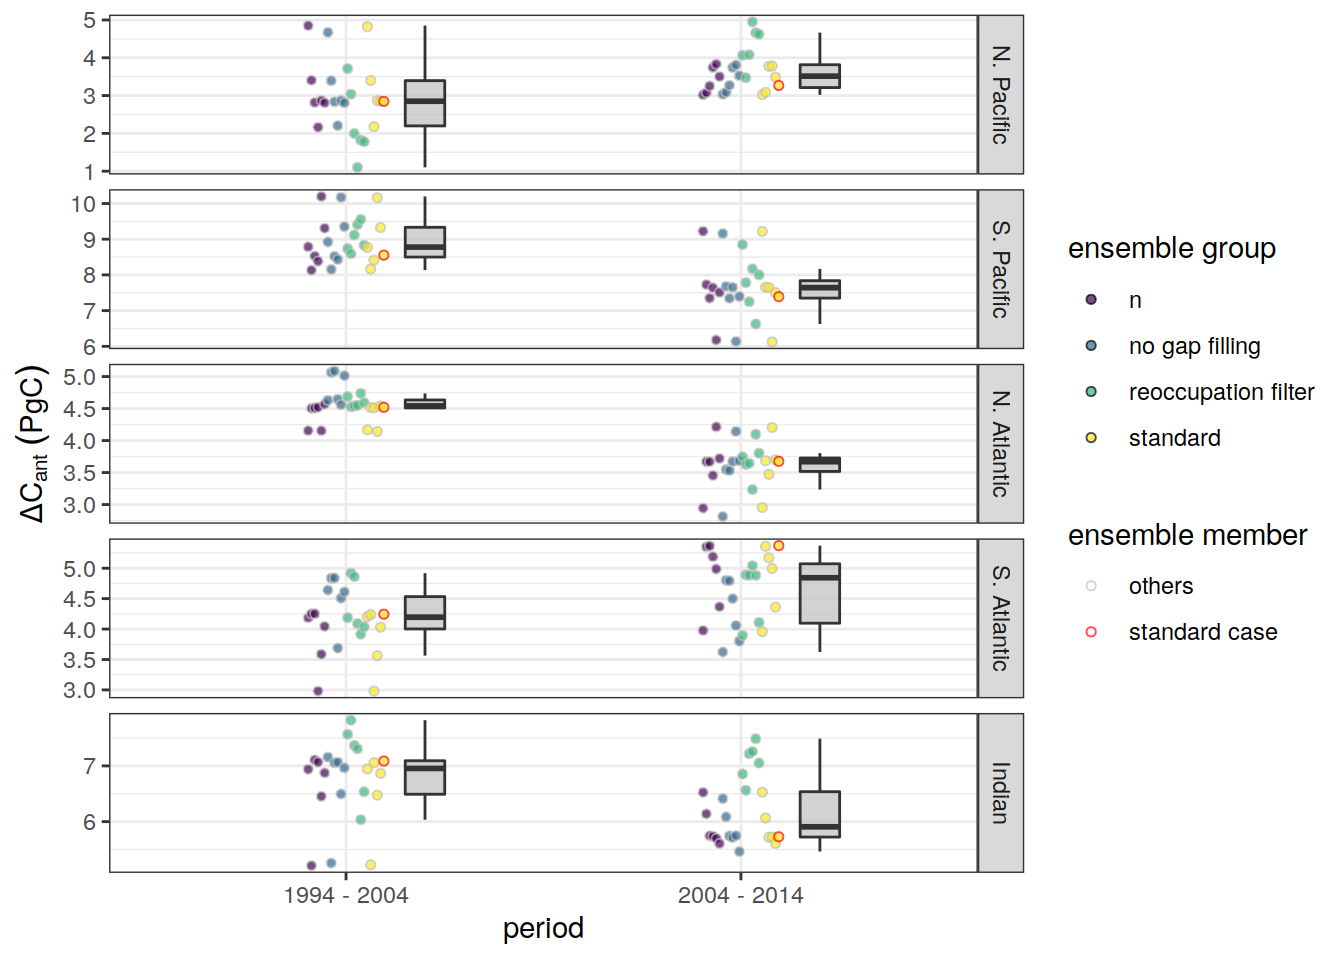 5
4
3
2
1
N. Pacific
10
9
8
7
6
S. Pacific
5.0
4.5
4.0
3.5
3.0
N. Atlantic
5.0
4.5
4.0
3.5
3.0
S. Atlantic
7
6
Indian
1994 - 2004
2004 - 2014
period
ΔCant (PgC)
ensemble group
n
no gap filling
reoccupation filter
standard
ensemble member
others
standard case